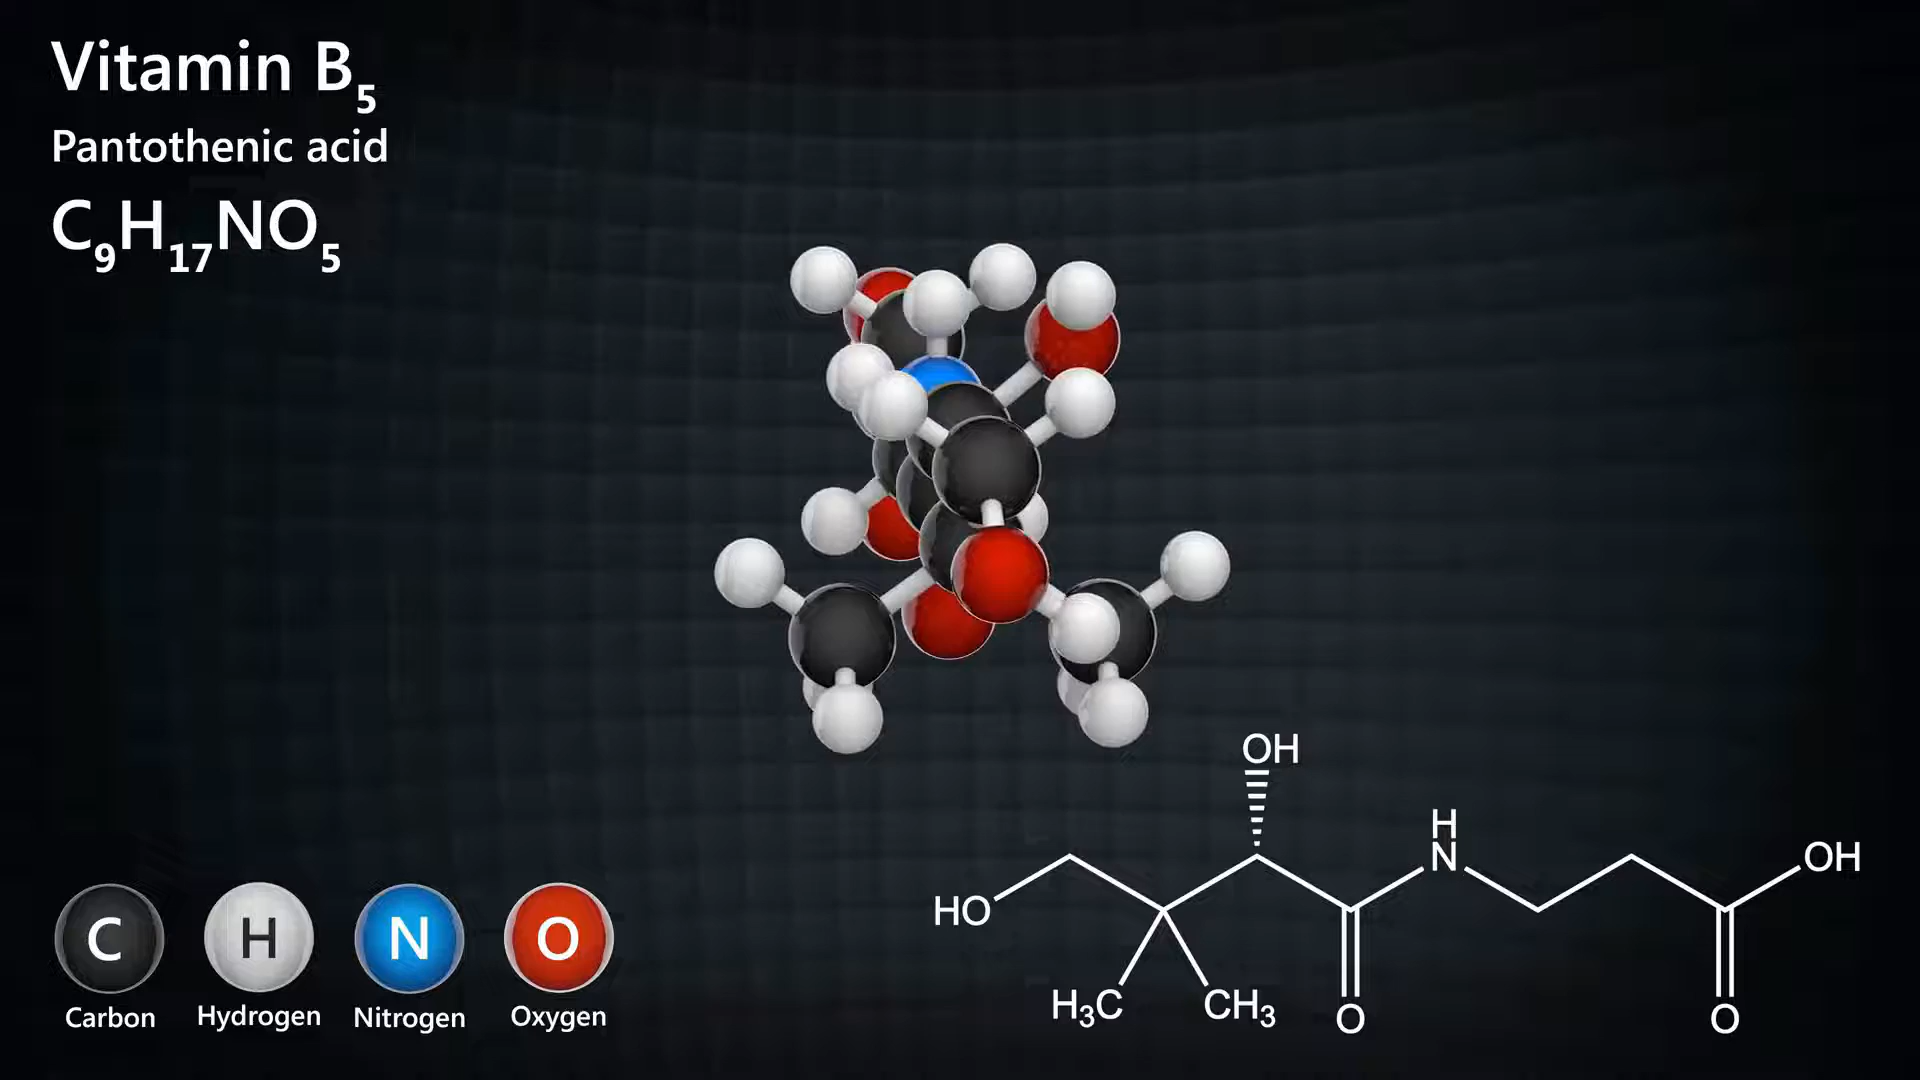 Vitamin B₅
Pantothenic acid
C₉H₁₇NO₅
OH
H
N
OH
HO
H₃C
CH₃
O
O
C
H
N
O
Carbon
Hydrogen
Nitrogen
Oxygen